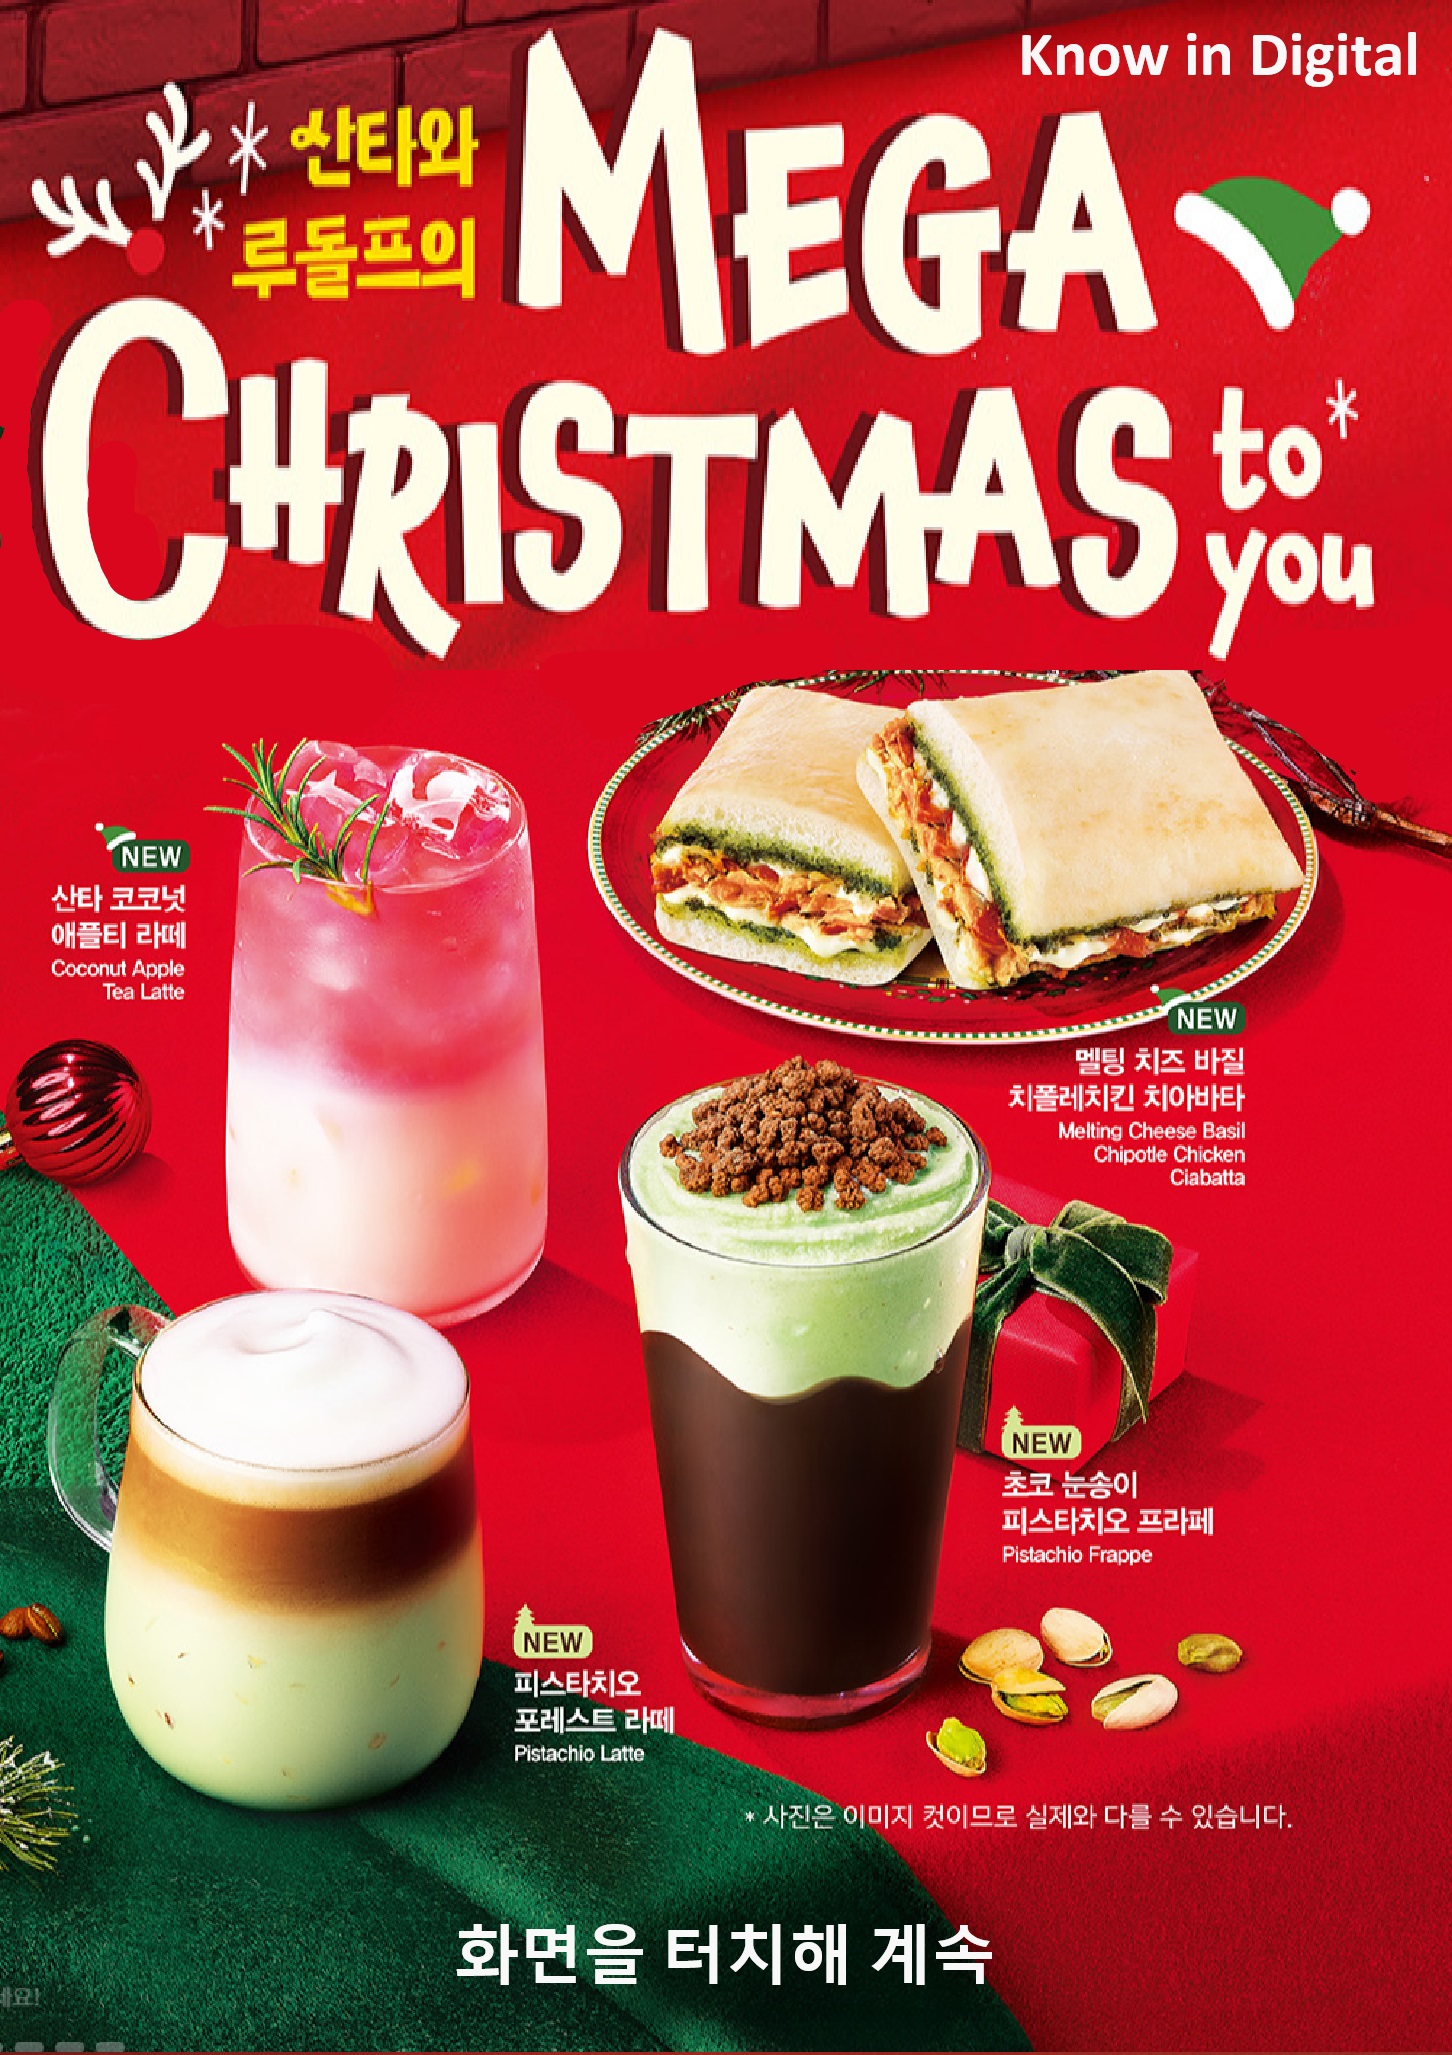 Know in Digital
산타와
루돌프의
MEGA
CHRISTMAS
to
you
NEW
산타 코코넛
애플티 라떼
Coconut Apple
Tea Latte
NEW
멜팅 치즈 바질
치폴레치킨 치아바타
Melting Cheese Basil
Chipotle Chicken
Ciabatta
NEW
초코 눈송이
피스타치오 프라페
Pistachio Frappe
NEW
피스타치오
포레스트 라떼
Pistachio Latte
* 사진은 이미지 컷이므로 실제와 다를 수 있습니다.
화면을 터치해 계속